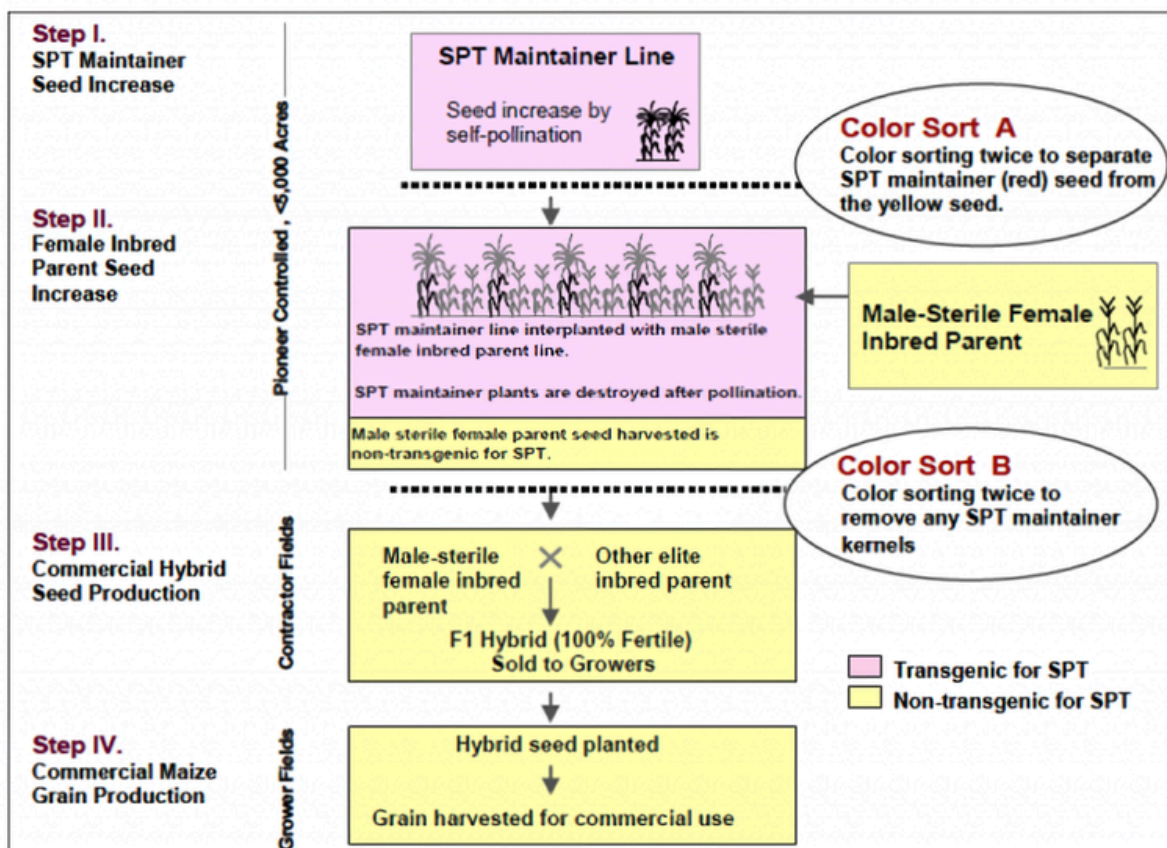 Step I.
SPT Maintainer
Seed Increase
SPT Maintainer Line
Seed increase by
self-pollination
Color Sort A
Color sorting twice to separate
SPT maintainer (red) seed from
the yellow seed.
Pioneer Controlled , <5,000 Acres
Step II.
Female Inbred
Parent Seed
Increase
SPT maintainer line interplanted with male sterile
female inbred parent line.
SPT maintainer plants are destroyed after pollination.
Male sterile female parent seed harvested is
non-transgenic for SPT.
Male-Sterile Female
Inbred Parent
Color Sort B
Color sorting twice to
remove any SPT maintainer
kernels
Step III.
Commercial Hybrid
Seed Production
Contractor Fields
Male-sterile
female inbred
parent
Other elite
inbred parent
F1 Hybrid (100% Fertile)
Sold to Growers
Transgenic for SPT
Non-transgenic for SPT
Step IV.
Commercial Maize
Grain Production
Grower Fields
Hybrid seed planted
Grain harvested for commercial use